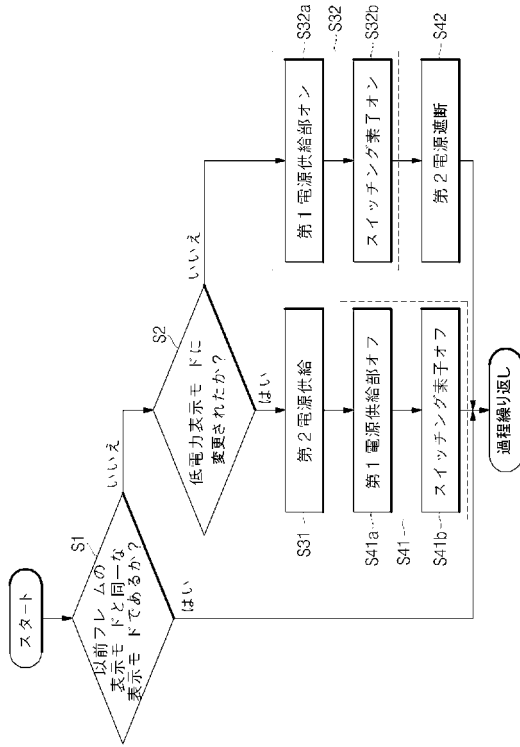 スタート
S1
以前フレームの
表示モードと同一な
表示モードであるか?
いいえ
はい
S2
低電力表示モードに
変更されたか?
いいえ
はい
S31
第2電源供給
S41a
第1電源供給部オフ
S41
S41b
スイッチング素子オフ
第1電源供給部オン
S32a
S32
スイッチング素子オン
S32b
第2電源遮断
S42
過程繰り返し